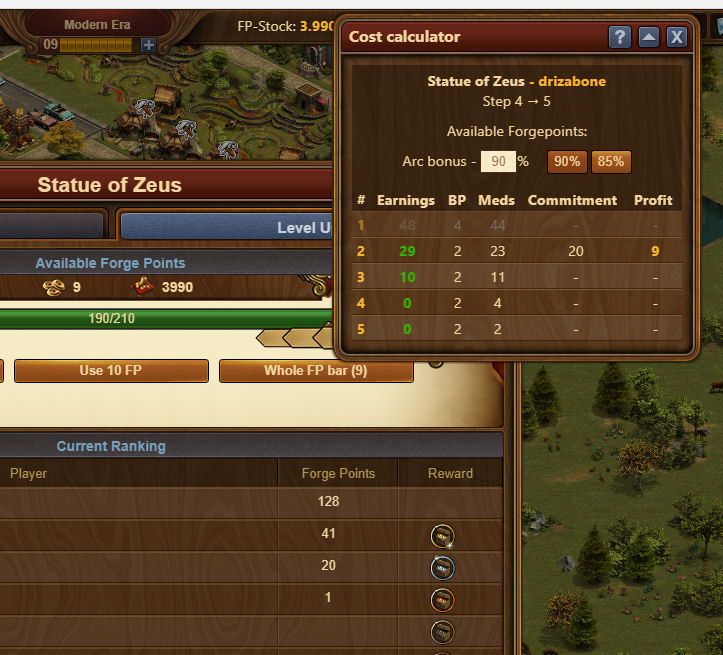 Modern Era
09
FP-Stock: 3.990
Cost calculator
?
X
Statue of Zeus - drizabone
Step 4 → 5
Available Forgepoints:
Arc bonus - 90 %
90%
85%
# Earnings BP Meds Commitment Profit
1 48 4 44 - -
2 29 2 23 20 9
3 10 2 11 - -
4 0 2 4 - -
5 0 2 2 - -
Statue of Zeus
Level U
Available Forge Points
9
3990
190/210
Use 10 FP
Whole FP bar (9)
Current Ranking
Player Forge Points Reward
128
41
20
1